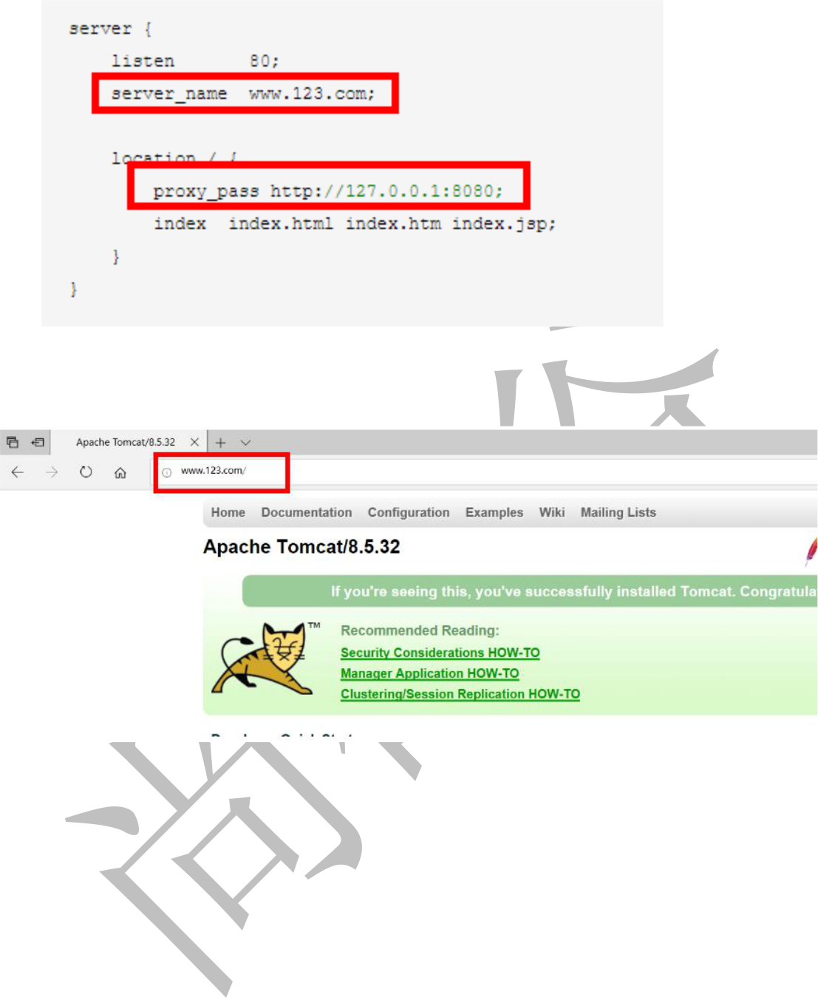 server {
listen 80;
server_name www.123.com;
location / {
proxy_pass http://127.0.0.1:8080;
index index.html index.htm index.jsp;
}
}
Apache Tomcat/8.5.32
www.123.com/
Home Documentation Configuration Examples Wiki Mailing Lists
Apache Tomcat/8.5.32
If you're seeing this, you've successfully installed Tomcat. Congratula
TM
Recommended Reading:
Security Considerations HOW-TO
Manager Application HOW-TO
Clustering/Session Replication HOW-TO